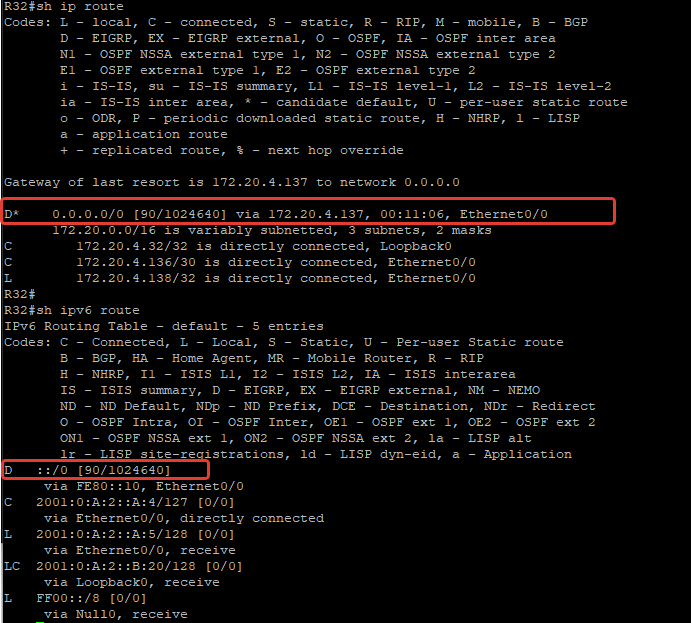 R32#sh ip route
Codes: L - local, C - connected, S - static, R - RIP, M - mobile, B - BGP
D - EIGRP, EX - EIGRP external, O - OSPF, IA - OSPF inter area
N1 - OSPF NSSA external type 1, N2 - OSPF NSSA external type 2
E1 - OSPF external type 1, E2 - OSPF external type 2
i - IS-IS, su - IS-IS summary, L1 - IS-IS level-1, L2 - IS-IS level-2
ia - IS-IS inter area, * - candidate default, U - per-user static route
o - ODR, P - periodic downloaded static route, H - NHRP, l - LISP
a - application route
+ - replicated route, % - next hop override
Gateway of last resort is 172.20.4.137 to network 0.0.0.0
D* 0.0.0.0/0 [90/1024640] via 172.20.4.137, 00:11:06, Ethernet0/0
172.20.0.0/16 is variably subnetted, 3 subnets, 2 masks
C 172.20.4.32/32 is directly connected, Loopback0
C 172.20.4.136/30 is directly connected, Ethernet0/0
L 172.20.4.138/32 is directly connected, Ethernet0/0
R32#
R32#sh ipv6 route
IPv6 Routing Table - default - 5 entries
Codes: C - Connected, L - Local, S - Static, U - Per-user Static route
B - BGP, HA - Home Agent, MR - Mobile Router, R - RIP
H - NHRP, I1 - ISIS L1, I2 - ISIS L2, IA - ISIS interarea
IS - ISIS summary, D - EIGRP, EX - EIGRP external, NM - NEMO
ND - ND Default, NDp - ND Prefix, DCE - Destination, NDr - Redirect
O - OSPF Intra, OI - OSPF Inter, OE1 - OSPF ext 1, OE2 - OSPF ext 2
ON1 - OSPF NSSA ext 1, ON2 - OSPF NSSA ext 2, la - LISP alt
lr - LISP site-registrations, ld - LISP dyn-eid, a - Application
D ::/0 [90/1024640]
via FE80::10, Ethernet0/0
C 2001:0:A:2::A:4/127 [0/0]
via Ethernet0/0, directly connected
L 2001:0:A:2::A:5/128 [0/0]
via Ethernet0/0, receive
LC 2001:0:A:2::B:20/128 [0/0]
via Loopback0, receive
L FF00::/8 [0/0]
via Null0, receive